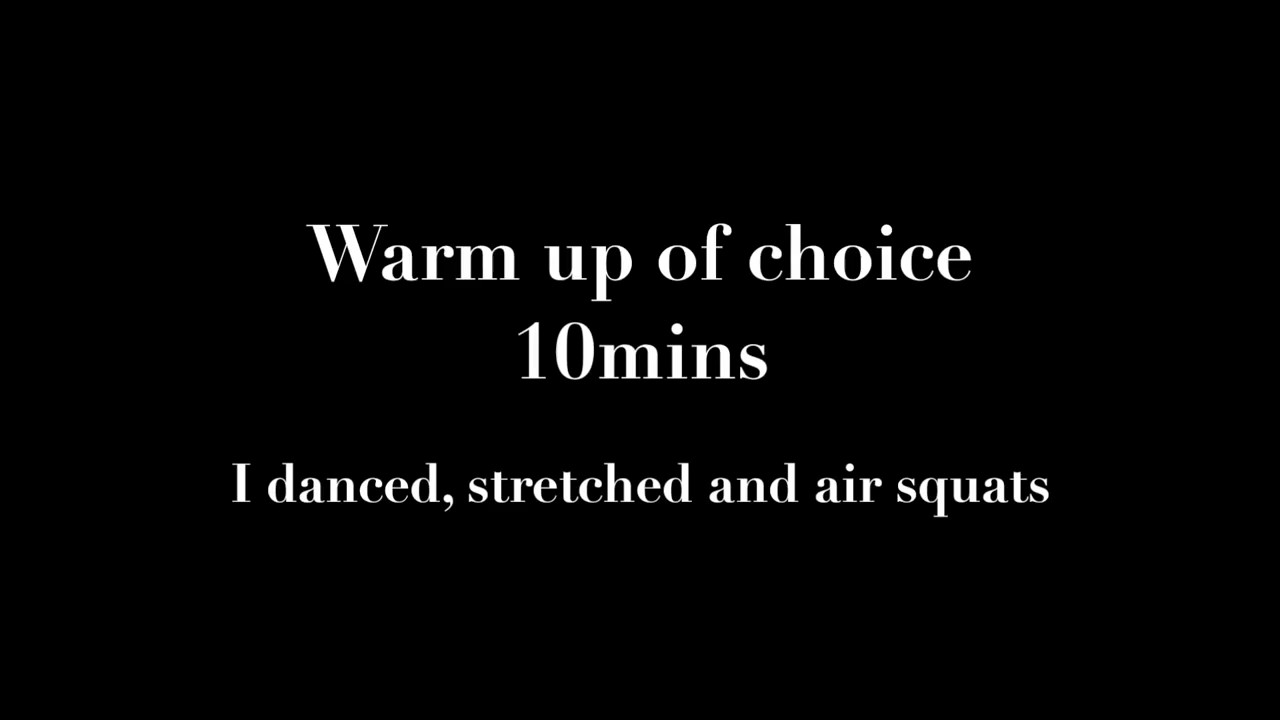 Warm up of choice
10mins
I danced, stretched and air squats